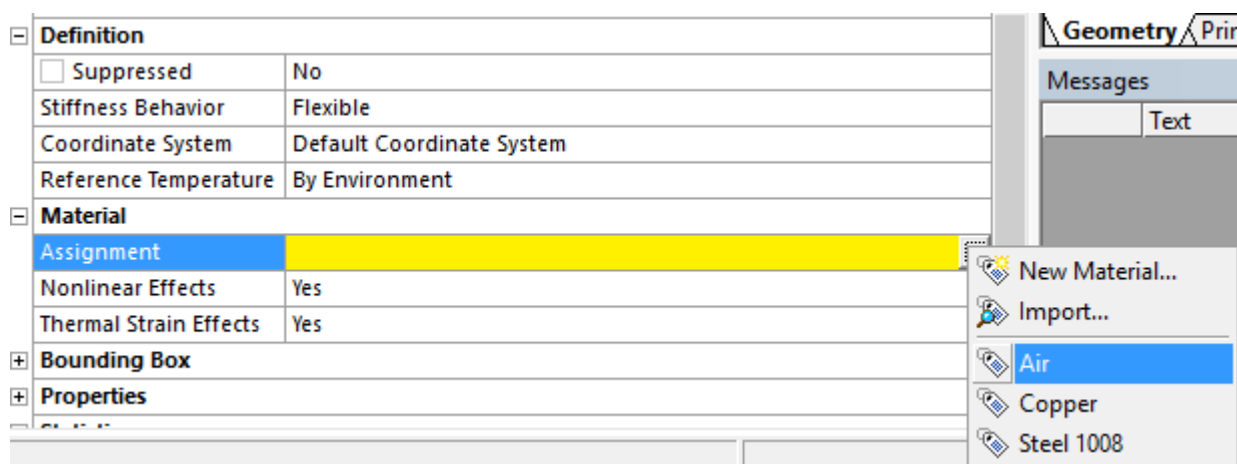 Definition
Suppressed No
Stiffness Behavior Flexible
Coordinate System Default Coordinate System
Reference Temperature By Environment
Material
Assignment
Nonlinear Effects Yes
Thermal Strain Effects Yes
Bounding Box
Properties
Geometry
Messages
Text
New Material...
Import...
Air
Copper
Steel 1008